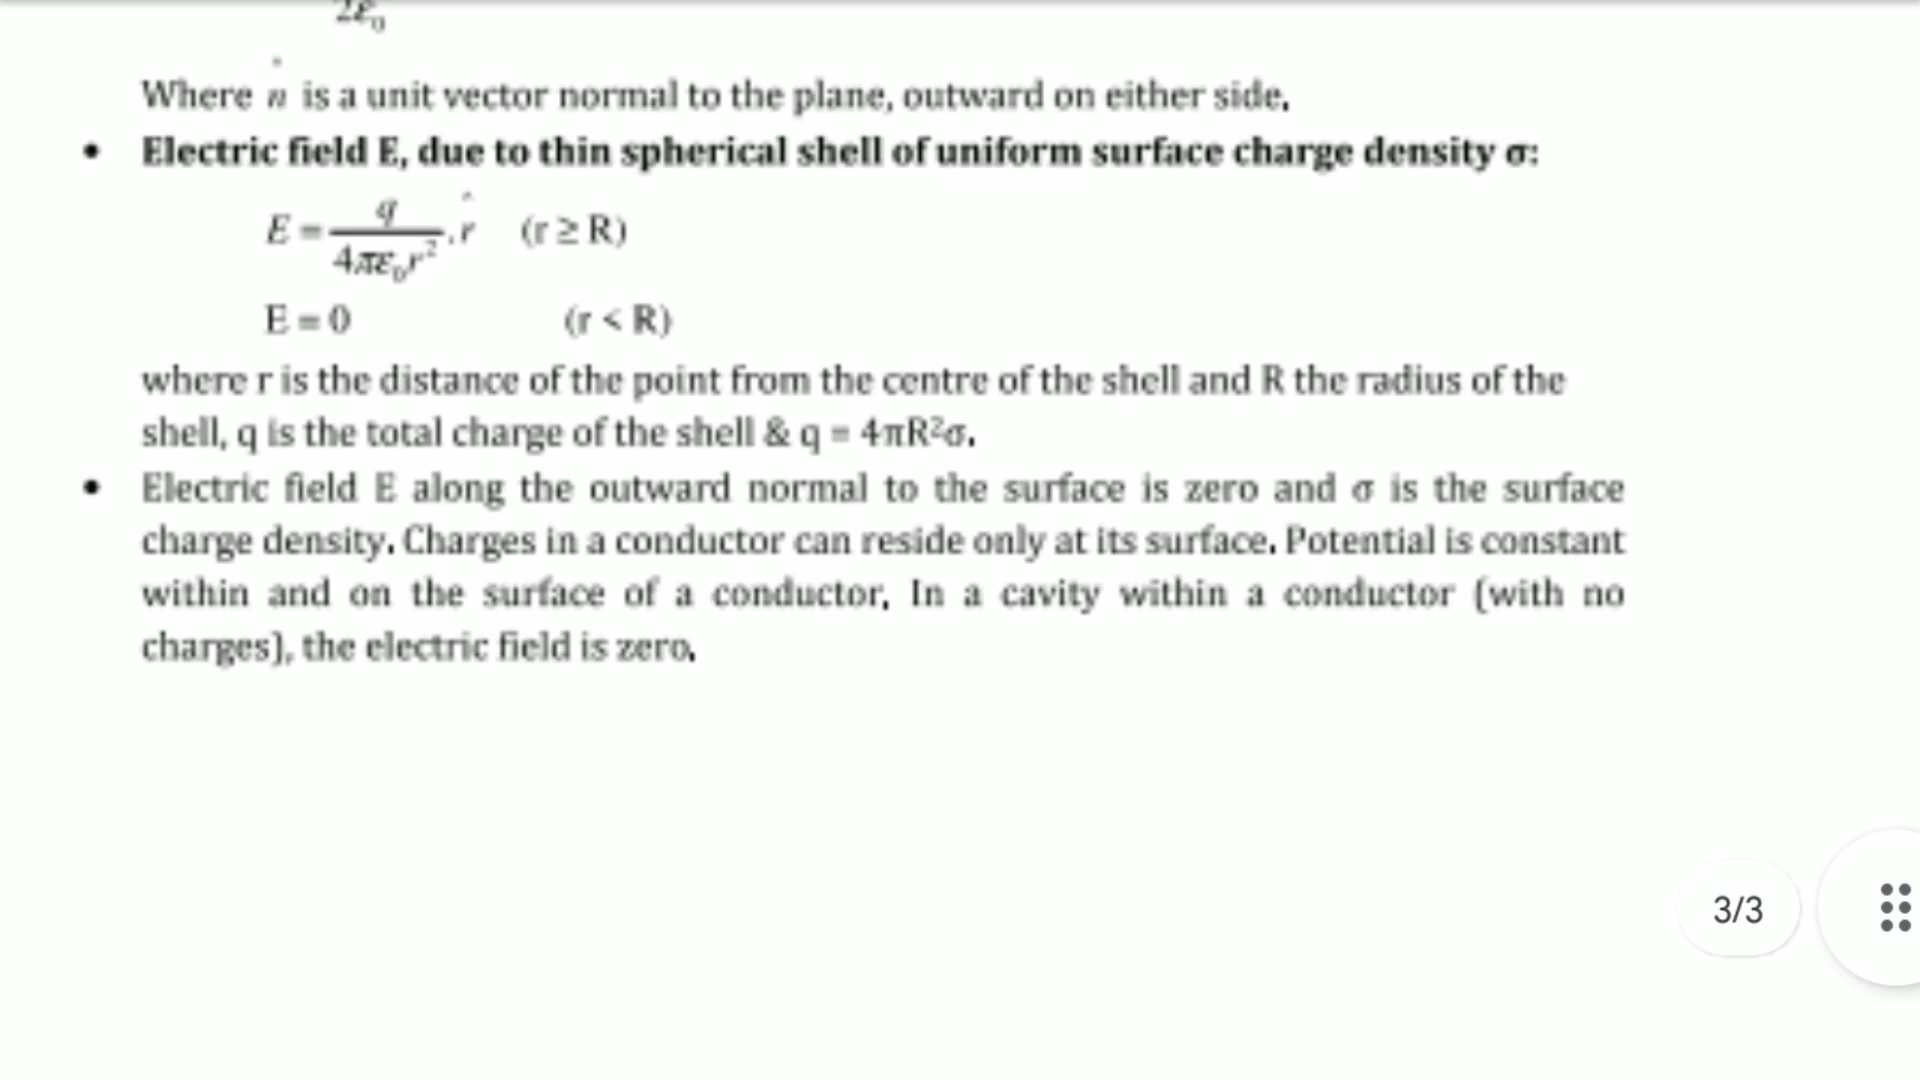 2ε₀
Where n̂ is a unit vector normal to the plane, outward on either side.
• Electric field E, due to thin spherical shell of uniform surface charge density σ:
E = q / 4πε₀r² . r̂ (r ≥ R)
E = 0 (r < R)
where r is the distance of the point from the centre of the shell and R the radius of the
shell, q is the total charge of the shell & q = 4πR²σ.
• Electric field E along the outward normal to the surface is zero and σ is the surface
charge density. Charges in a conductor can reside only at its surface. Potential is constant
within and on the surface of a conductor. In a cavity within a conductor (with no
charges), the electric field is zero.
3/3